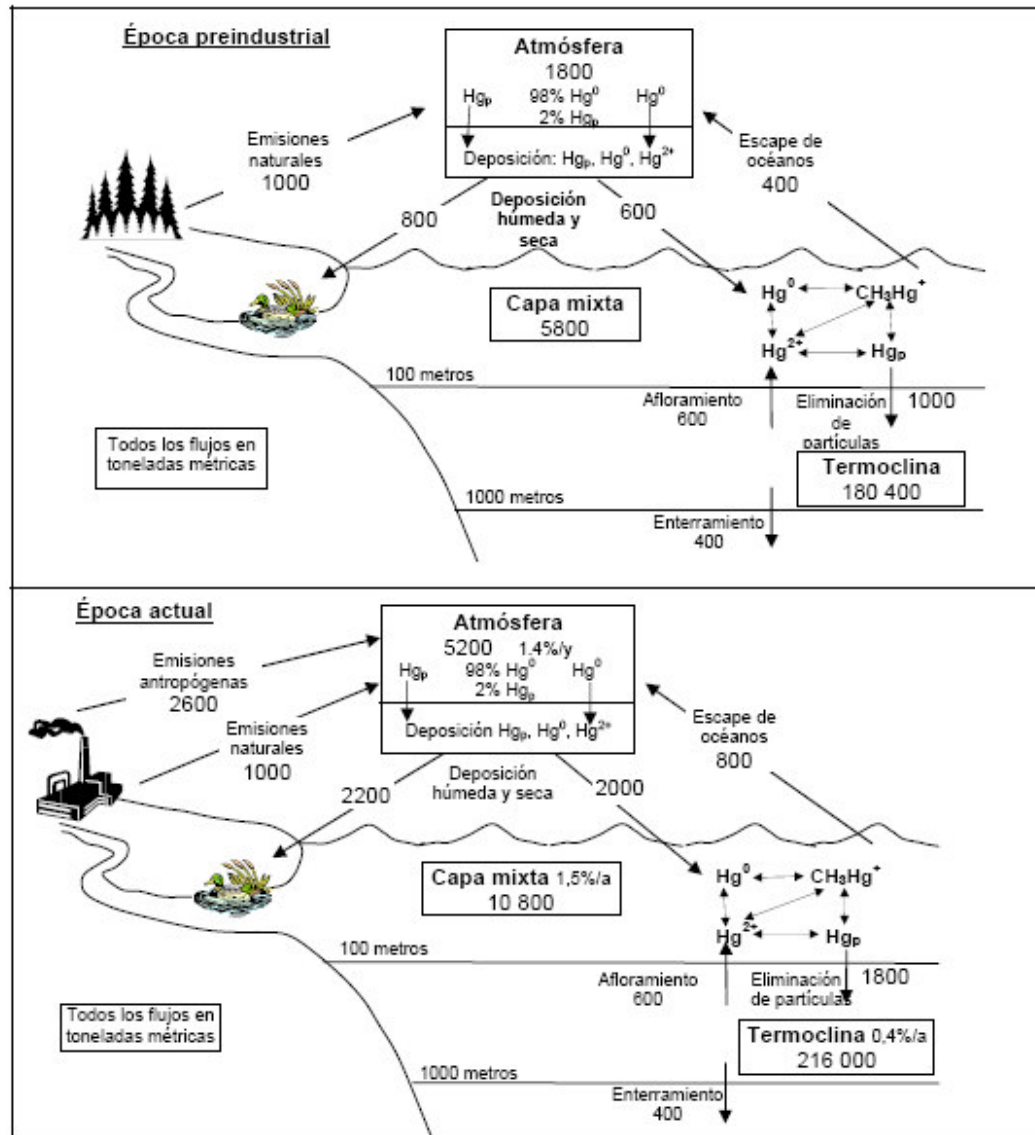 Época preindustrial
Atmósfera
1800
Hgₚ 98% Hg⁰ Hg⁰
2% Hgₚ
Deposición: Hgₚ, Hg⁰, Hg²⁺
Emisiones
naturales
1000
Escape de
océanos
400
800
Deposición
húmeda y
seca
600
Capa mixta
5800
Hg⁰ CH₃Hg⁺
Hg²⁺ Hgₚ
100 metros
Afloramiento
600
Eliminación
de
partículas
1000
Todos los flujos en
toneladas métricas
Termoclina
180 400
1000 metros
Enterramiento
400
Época actual
Atmósfera
5200 1.4%/y
Hgₚ 98% Hg⁰ Hg⁰
2% Hgₚ
Deposición Hgₚ, Hg⁰, Hg²⁺
Emisiones
antropógenas
2600
Emisiones
naturales
1000
Escape de
océanos
800
2200
Deposición
húmeda y seca
2000
Capa mixta 1,5%/a
10 800
Hg⁰ CH₃Hg⁺
Hg²⁺ Hgₚ
100 metros
Afloramiento
600
Eliminación
de partículas
1800
Todos los flujos en
toneladas métricas
Termoclina 0,4%/a
216 000
1000 metros
Enterramiento
400